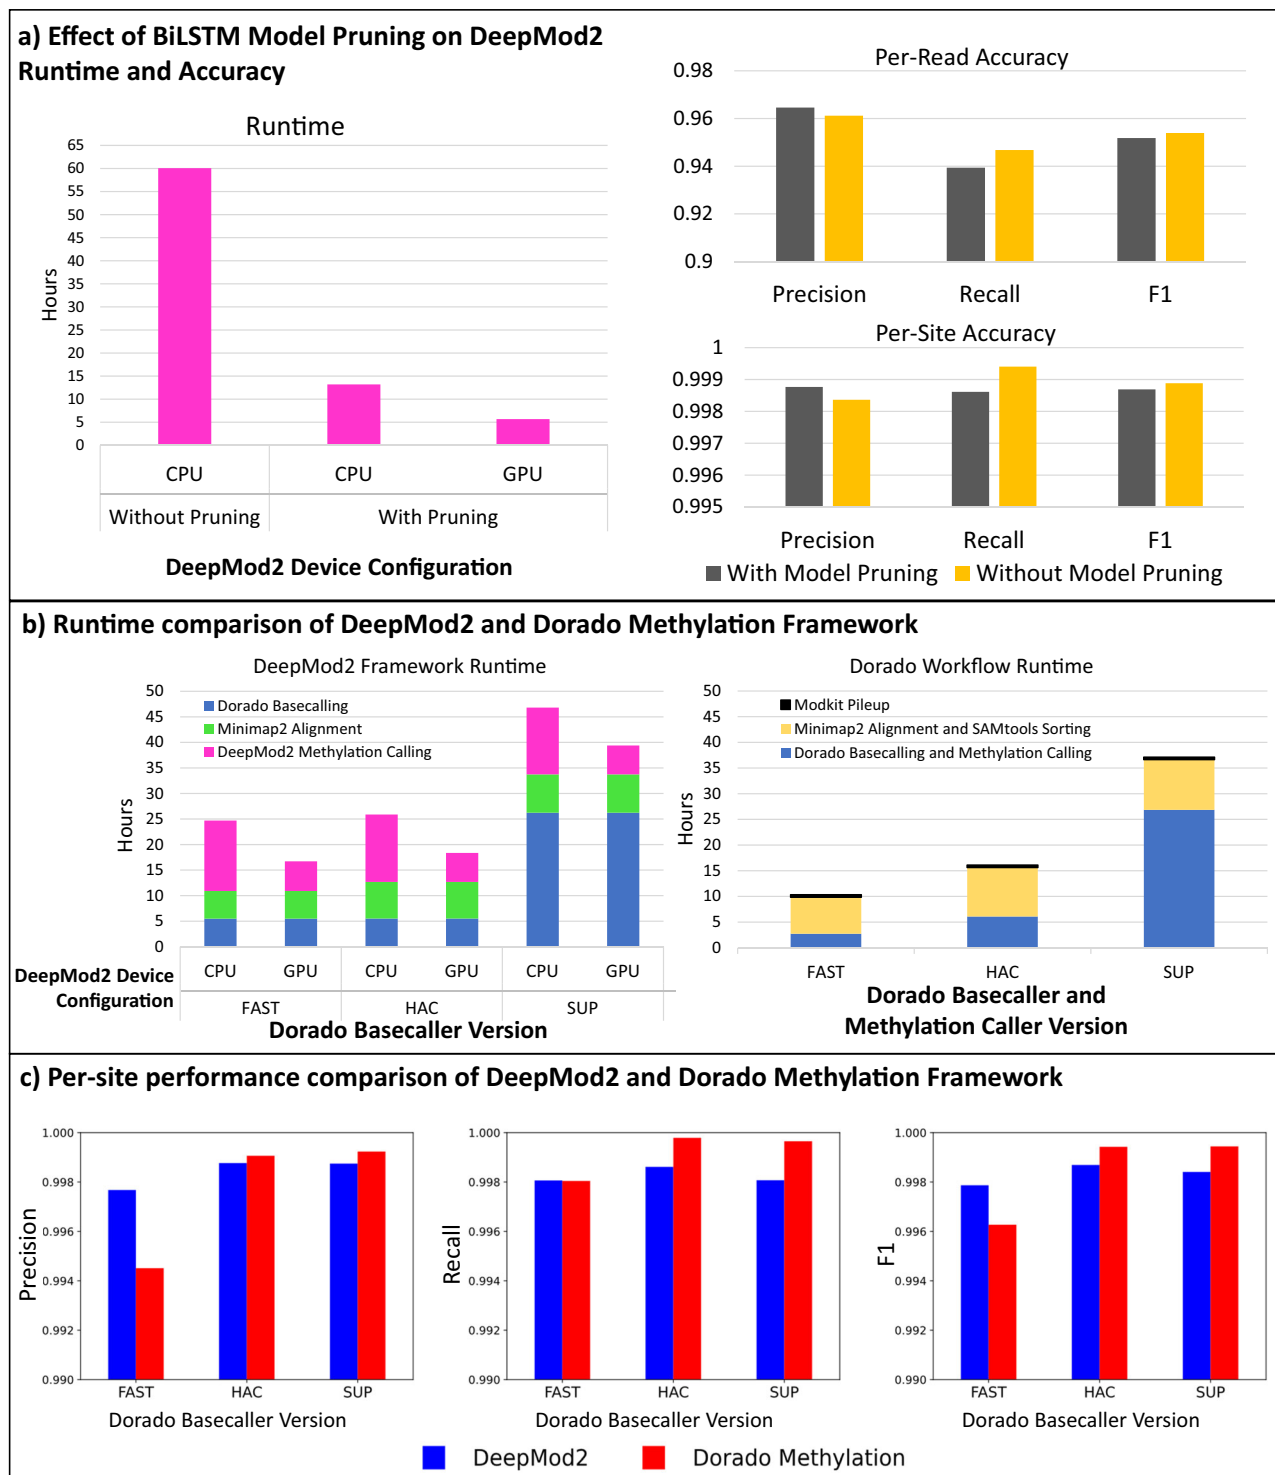 a) Effect of BiLSTM Model Pruning on DeepMod2
Runtime and Accuracy
Runtime
65
60
55
50
45
40
35
30
25
20
15
10
5
0
Hours
CPU
CPU
GPU
Without Pruning
With Pruning
DeepMod2 Device Configuration
Per-Read Accuracy
0.98
0.96
0.94
0.92
0.9
Precision
Recall
F1
Per-Site Accuracy
1
0.999
0.998
0.997
0.996
0.995
Precision
Recall
F1
With Model Pruning
Without Model Pruning
b) Runtime comparison of DeepMod2 and Dorado Methylation Framework
DeepMod2 Framework Runtime
50
45
40
35
30
25
20
15
10
5
0
Hours
Dorado Basecalling
Minimap2 Alignment
DeepMod2 Methylation Calling
CPU
GPU
CPU
GPU
CPU
GPU
DeepMod2 Device
Configuration
FAST
HAC
SUP
Dorado Basecaller Version
Dorado Workflow Runtime
50
45
40
35
30
25
20
15
10
5
0
Hours
Modkit Pileup
Minimap2 Alignment and SAMtools Sorting
Dorado Basecalling and Methylation Calling
FAST
HAC
SUP
Dorado Basecaller and
Methylation Caller Version
c) Per-site performance comparison of DeepMod2 and Dorado Methylation Framework
1.000
0.998
0.996
0.994
0.992
0.990
Precision
FAST
HAC
SUP
Dorado Basecaller Version
1.000
0.998
0.996
0.994
0.992
0.990
Recall
FAST
HAC
SUP
Dorado Basecaller Version
1.000
0.998
0.996
0.994
0.992
0.990
F1
FAST
HAC
SUP
Dorado Basecaller Version
DeepMod2
Dorado Methylation